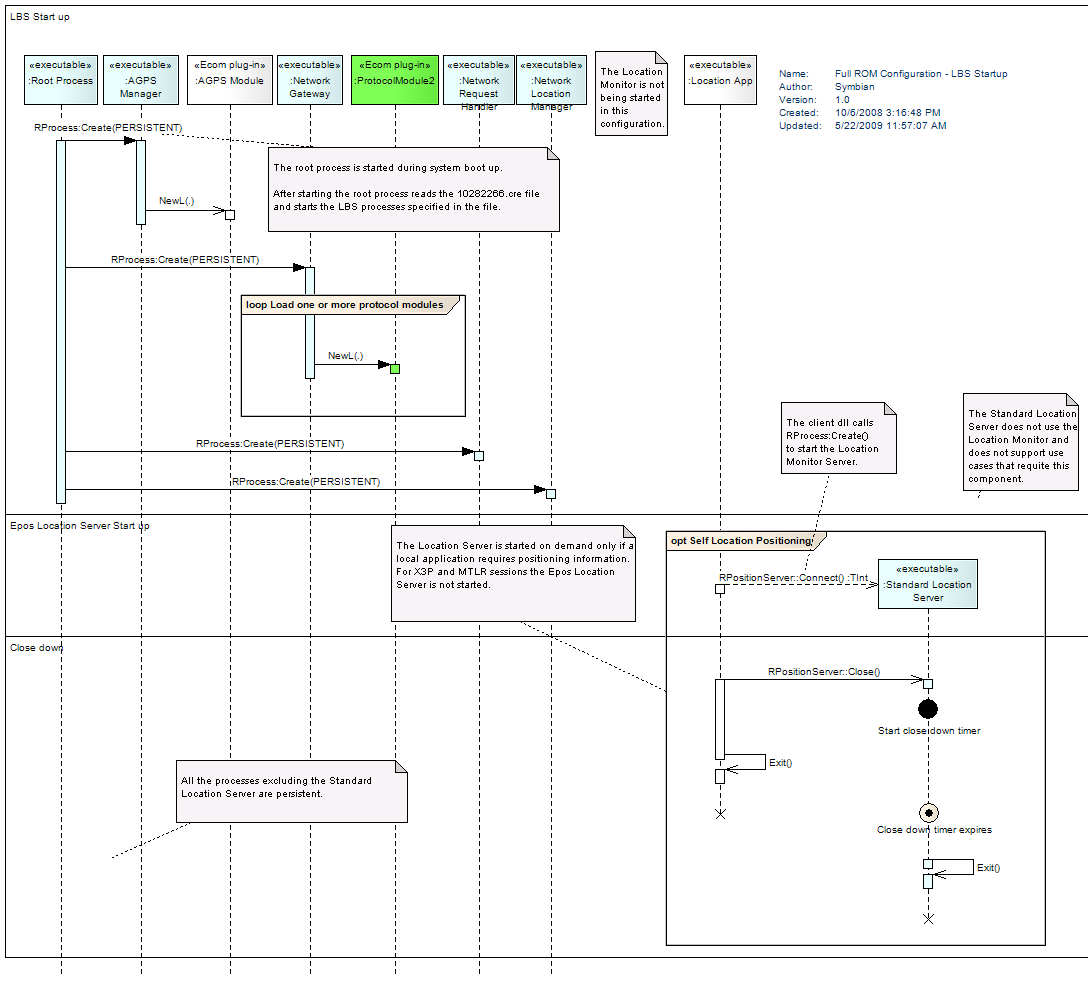 LBS Start up
«executable»
:Root Process
«executable»
:AGPS
Manager
«Ecom plug-in»
:AGPS Module
«executable»
:Network
Gateway
«Ecom plug-in»
:ProtocolModule2
«executable»
:Network
Request
Handler
«executable»
:Network
Location
Manager
The Location
Monitor is not
being started
in this
configuration.
«executable»
:Location App
Name: Full ROM Configuration - LBS Startup
Author: Symbian
Version: 1.0
Created: 10/6/2008 3:16:48 PM
Updated: 5/22/2009 11:57:07 AM
RProcess:Create(PERSISTENT)
The root process is started during system boot up.
After starting the root process reads the 10282266.cre file
and starts the LBS processes specified in the file.
NewL(.)
RProcess:Create(PERSISTENT)
loop Load one or more protocol modules
NewL(.)
RProcess:Create(PERSISTENT)
RProcess:Create(PERSISTENT)
The client dll calls
RProcess:Create()
to start the Location
Monitor Server.
The Standard Location
Server does not use the
Location Monitor and
does not support use
cases that requite this
component.
Epos Location Server Start up
The Location Server is started on demand only if a
local application requires positioning information.
For X3P and MTLR sessions the Epos Location
Server is not started.
opt Self Location Positioning
RPositionServer::Connect() :TInt
«executable»
:Standard Location
Server
Close down
RPositionServer::Close()
Start close down timer
Exit()
All the processes excluding the Standard
Location Server are persistent.
Close down timer expires
Exit()